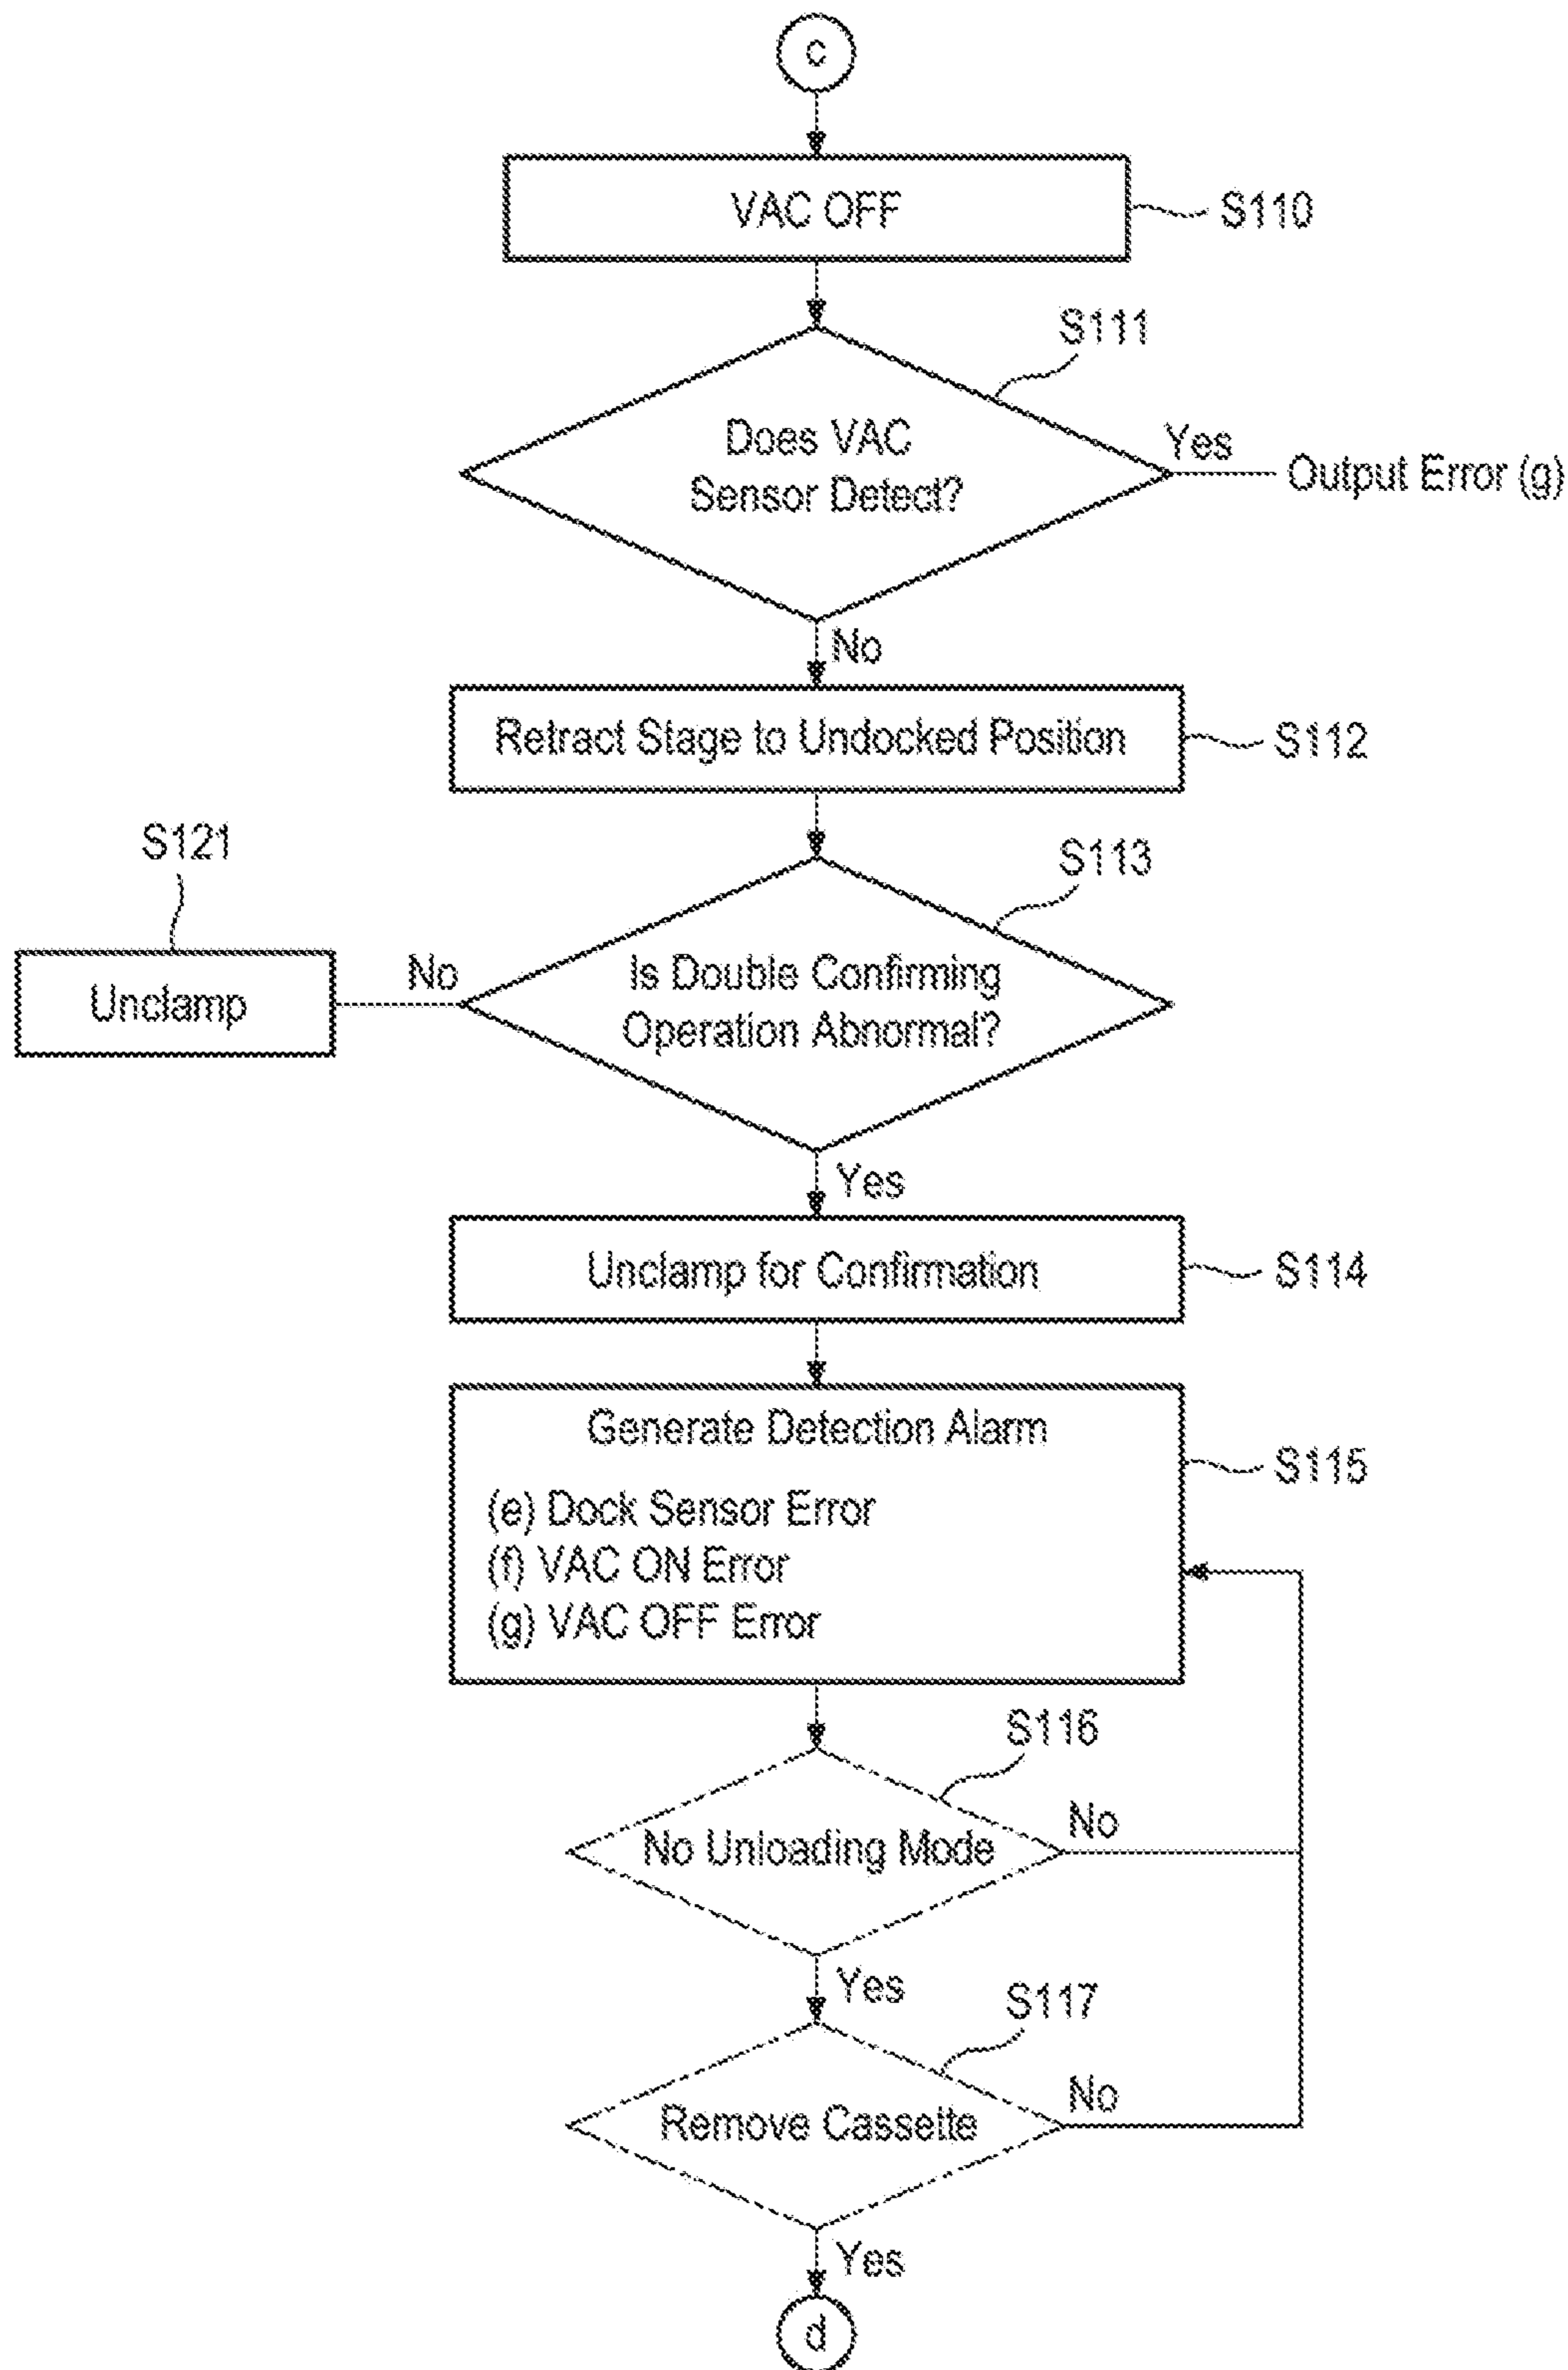 c
VAC OFF
S110
S111
Does VAC
Sensor Detect?
Yes
Output Error (g)
No
Retract Stage to Undocked Position
S112
S121
S113
Unclamp
No
Is Double Confirming
Operation Abnormal?
Yes
Unclamp for Confirmation
S114
Generate Detection Alarm
S115
(e) Dock Sensor Error
(f) VAC ON Error
(g) VAC OFF Error
S116
No Unloading Mode
No
Yes
S117
Remove Cassette
No
Yes
d